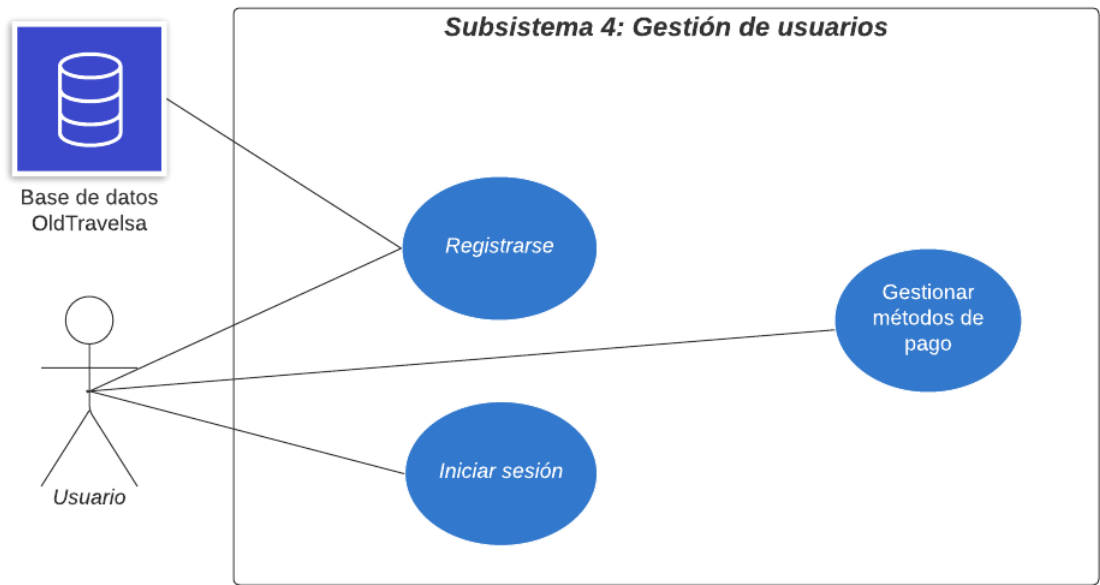 Subsistema 4: Gestión de usuarios
Base de datos
OldTravelsa
Registrarse
Gestionar
métodos de
pago
Iniciar sesión
Usuario